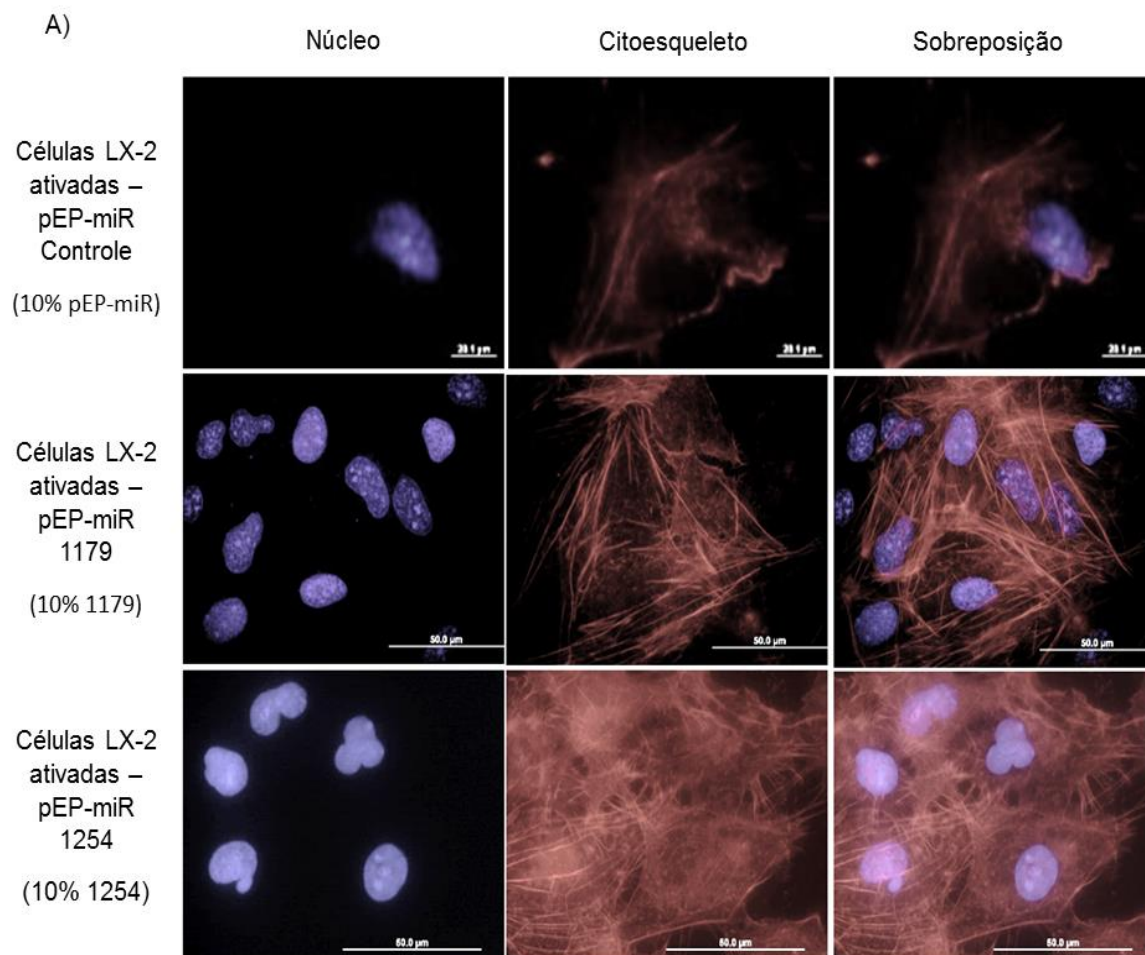 A)
Núcleo
Citoesqueleto
Sobreposição
Células LX-2
ativadas –
pEP-miR
Controle
(10% pEP-miR)
Células LX-2
ativadas –
pEP-miR
1179
(10% 1179)
50.0 µm
50.0 µm
50.0 µm
Células LX-2
ativadas –
pEP-miR
1254
(10% 1254)
50.0 µm
50.0 µm
50.0 µm